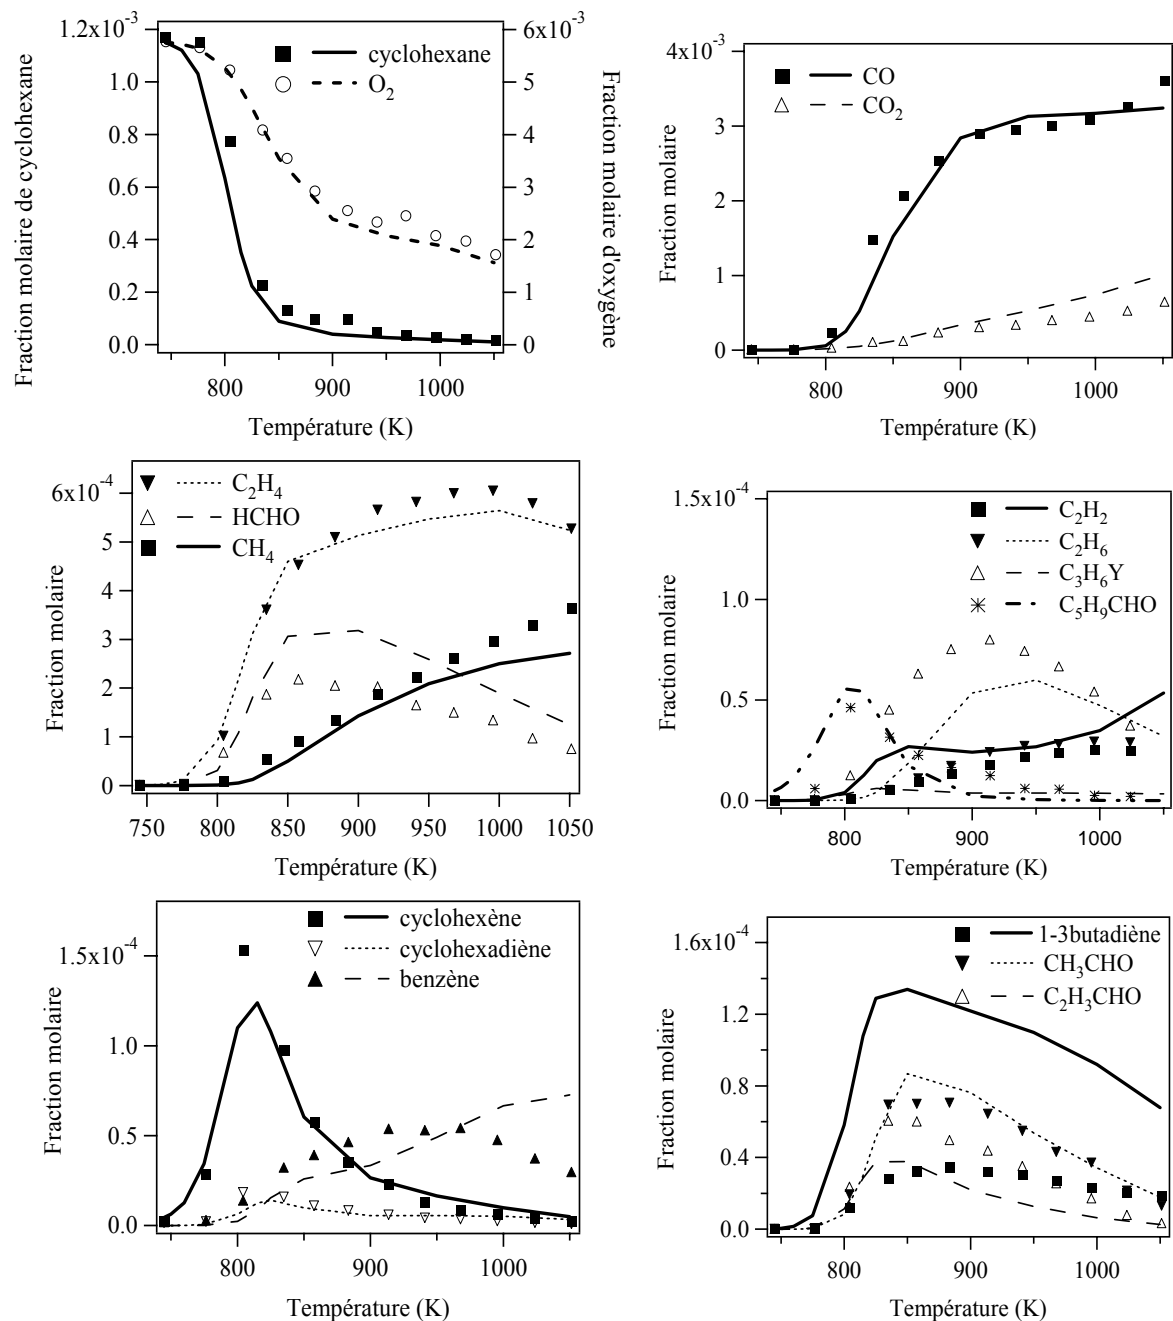 1.2x10-3
1.0
0.8
0.6
0.4
0.2
0.0
Fraction molaire de cyclohexane
800
900
1000
Température (K)
6x10-3
5
4
3
2
1
0
Fraction molaire d'oxygène
cyclohexane
O2
4x10-3
3
2
1
0
Fraction molaire
800
900
1000
Température (K)
CO
CO2
6x10-4
5
4
3
2
1
0
Fraction molaire
750
800
850
900
950
1000
1050
Température (K)
C2H4
HCHO
CH4
1.5x10-4
1.0
0.5
0.0
Fraction molaire
800
900
1000
Température (K)
C2H2
C2H6
C3H6Y
C5H9CHO
1.5x10-4
1.0
0.5
0.0
Fraction molaire
800
900
1000
Température (K)
cyclohexène
cyclohexadiène
benzène
1.6x10-4
1.2
0.8
0.4
0.0
Fraction molaire
800
900
1000
Température (K)
1-3butadiène
CH3CHO
C2H3CHO